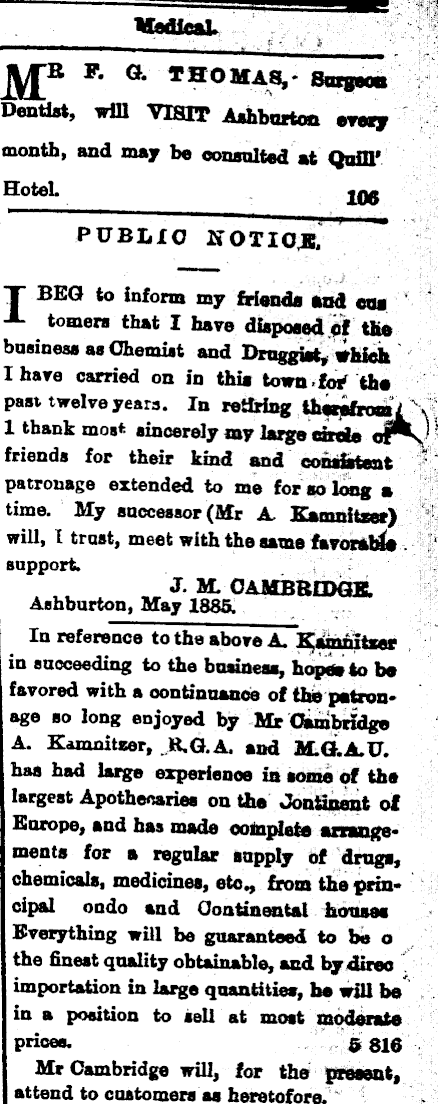 Medical.
MR F. G. THOMAS, Surgeon
Dentist, will VISIT Ashburton every
month, and may be consulted at Quill'
Hotel. 106
PUBLIC NOTICE.
I BEG to inform my friends and cus
tomers that I have disposed of the
business as Chemist and Druggist, which
I have carried on in this town for the
past twelve years. In retiring therefrom
1 thank most sincerely my large circle of
friends for their kind and consistent
patronage extended to me for so long a
time. My successor (Mr A. Kamnitzer)
will, I trust, meet with the same favorable
support.
J. M. CAMBRIDGE.
Ashburton, May 1885.
In reference to the above A. Kamnitzer
in succeeding to the business, hopes to be
favored with a continuance of the patron-
age so long enjoyed by Mr Cambridge
A. Kamnitzer, R.G.A. and M.G.A.U.
has had large experience in some of the
largest Apothecaries on the Continent of
Europe, and has made complete arrange-
ments for a regular supply of drugs,
chemicals, medicines, etc., from the prin-
cipal ondo and Continental houses
Everything will be guaranteed to be o
the finest quality obtainable, and by direc
importation in large quantities, he will be
in a position to sell at most moderate
prices. 5 816
Mr Cambridge will, for the present,
attend to customers as heretofore.